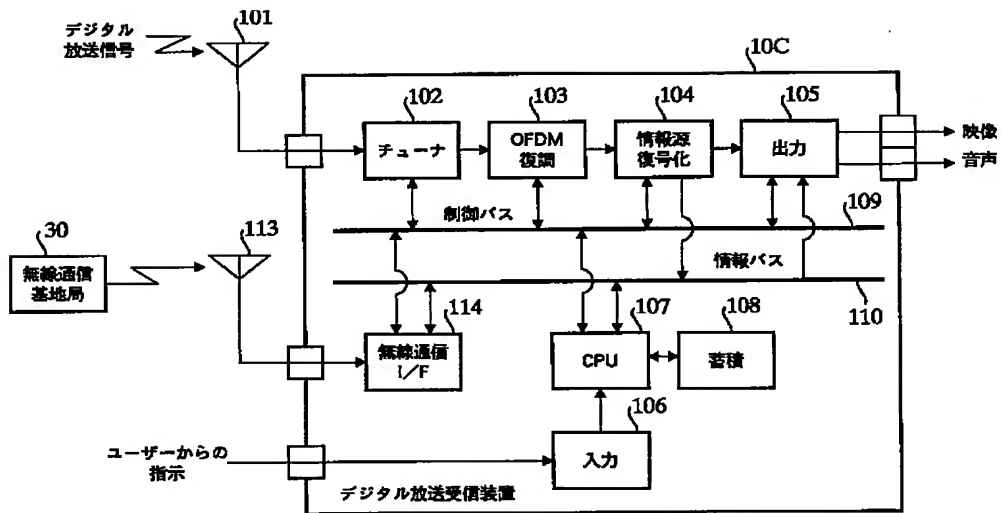 デジタル
放送信号
101
10C
102
103
104
105
チューナ
OFDM
復調
情報源
復号化
出力
映像
音声
制御バス
109
30
113
無線通信
基地局
情報バス
110
114
107
108
無線通信
I/F
CPU
蓄積
106
ユーザーからの
指示
入力
デジタル放送受信装置